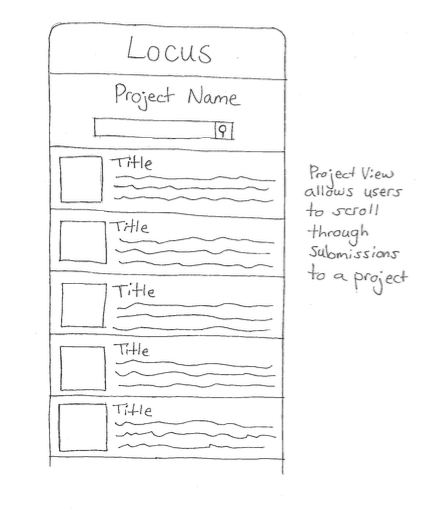 Locus
Project Name
Title
Title
Title
Title
Title
Project View
allows users
to scroll
through
submissions
to a project